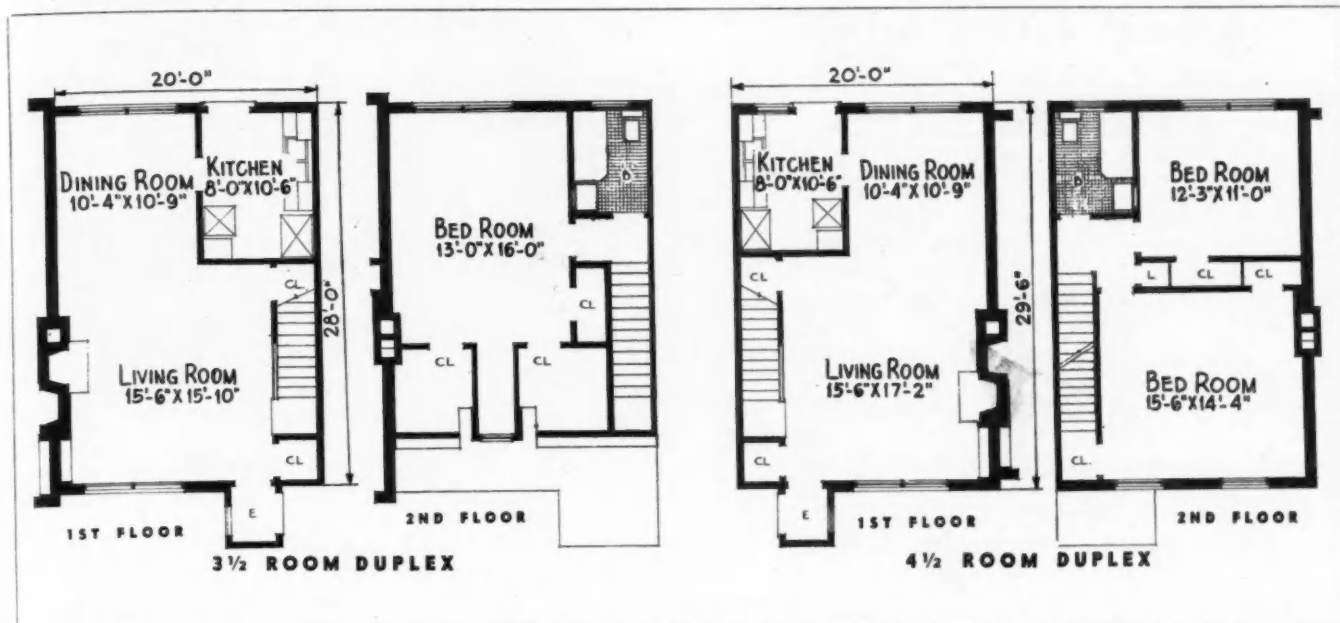 20'-0"
DINING ROOM
10'-4"X10'-9"
KITCHEN
8'-0"X10'-6"
CL.
28'-0"
LIVING ROOM
15'-6"X15'-10"
CL
E
1ST FLOOR
BED ROOM
13'-0"X16'-0"
B
CL
CL
CL
2ND FLOOR
3½ ROOM DUPLEX
20'-0"
KITCHEN
8'-0"X10'-6"
DINING ROOM
10'-4"X10'-9"
CL
29'-6"
LIVING ROOM
15'-6"X17'-2"
CL
E
1ST FLOOR
B
BED ROOM
12'-3"X11'-0"
L
CL
CL
BED ROOM
15'-6"X14'-4"
CL.
2ND FLOOR
4½ ROOM DUPLEX